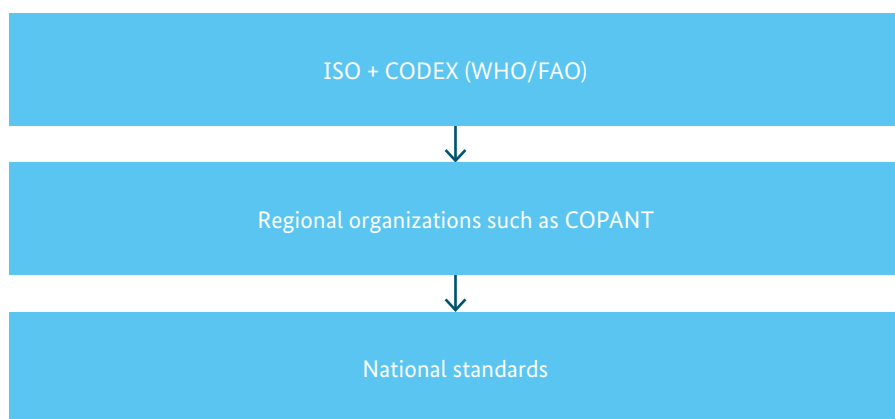 ISO + CODEX (WHO/FAO)
Regional organizations such as COPANT
National standards